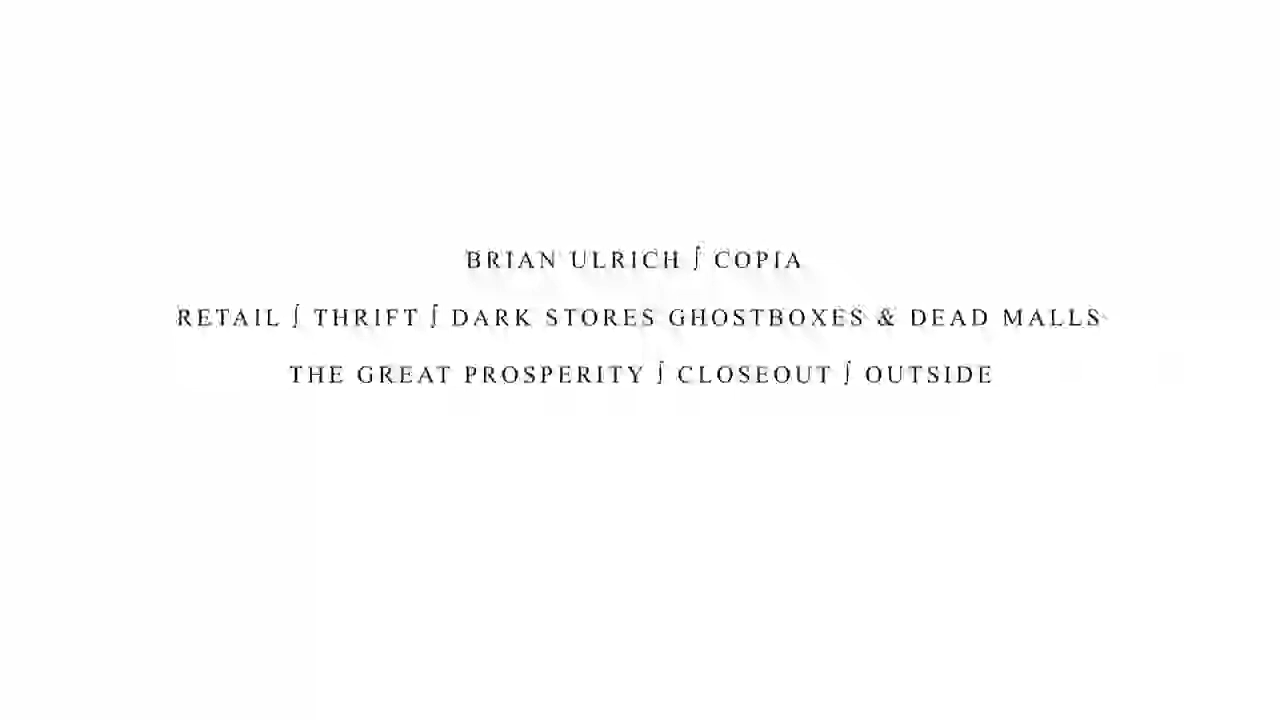 BRIAN ULRICH ∫ COPIA
RETAIL ∫ THRIFT ∫ DARK STORES GHOSTBOXES & DEAD MALLS
THE GREAT PROSPERITY ∫ CLOSEOUT ∫ OUTSIDE